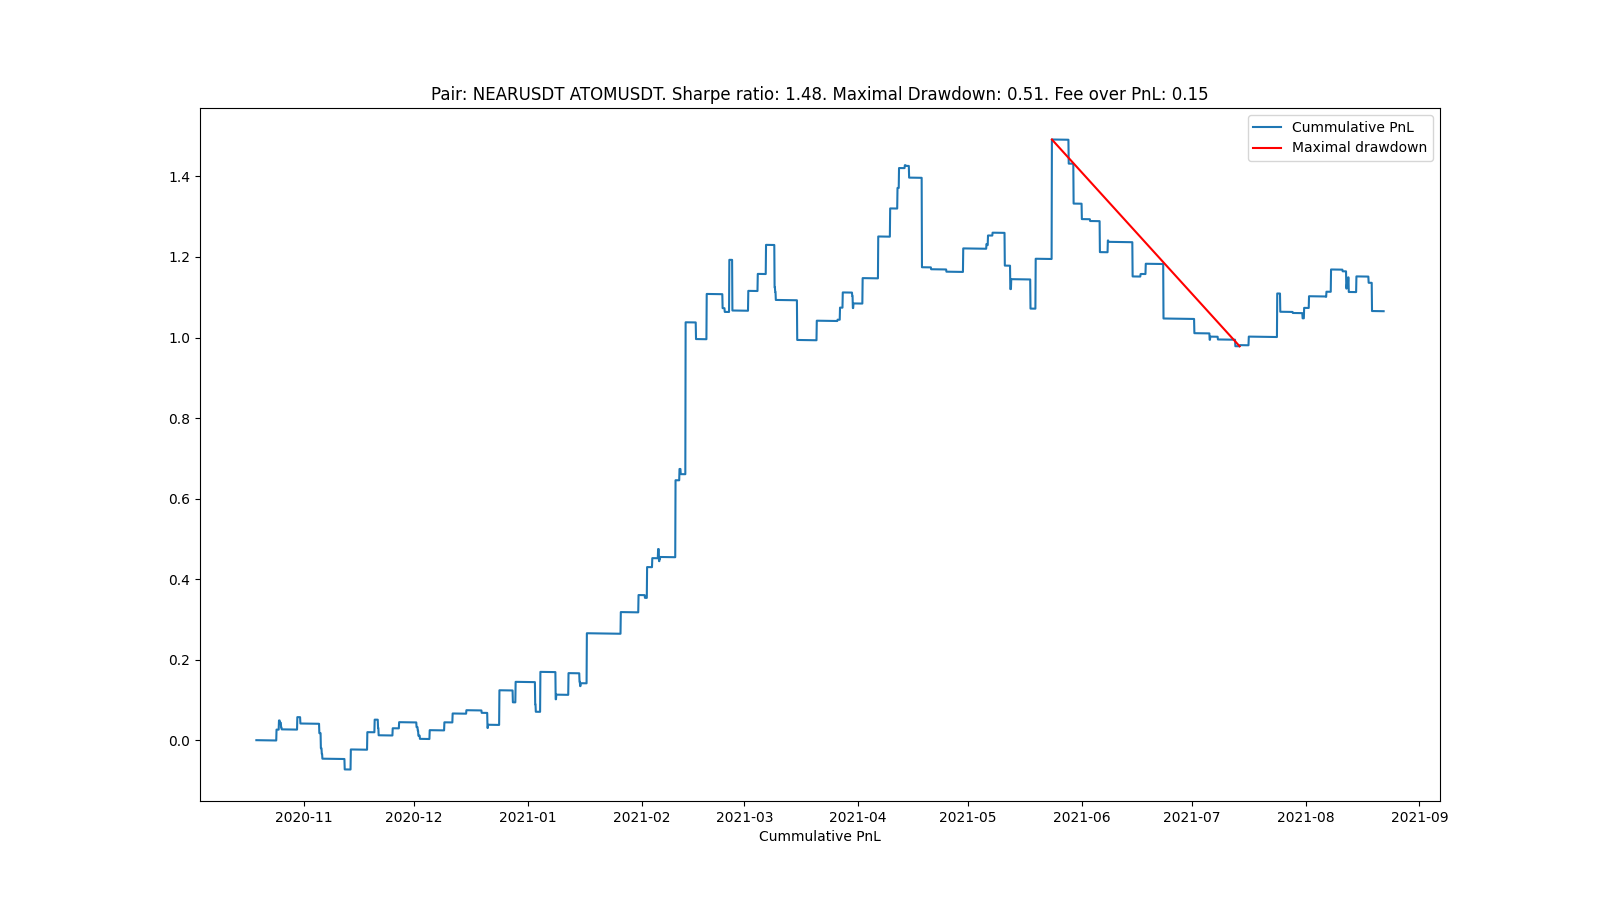 Pair: NEARUSDT ATOMUSDT. Sharpe ratio: 1.48. Maximal Drawdown: 0.51. Fee over PnL: 0.15
Cummulative PnL
Maximal drawdown
1.4
1.2
1.0
0.8
0.6
0.4
0.2
0.0
2020-11 2020-12 2021-01 2021-02 2021-03 2021-04 2021-05 2021-06 2021-07 2021-08 2021-09
Cummulative PnL